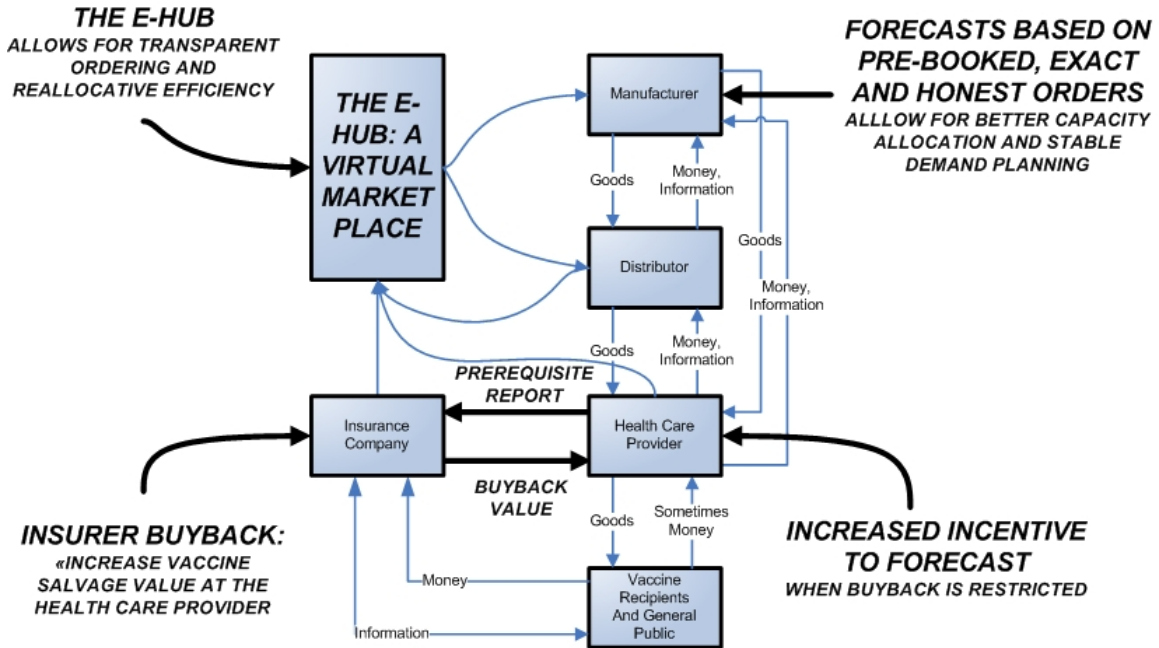 THE E-HUB
ALLOWS FOR TRANSPARENT
ORDERING AND
REALLOCATIVE EFFICIENCY
THE E-
HUB: A
VIRTUAL
MARKET
PLACE
Manufacturer
FORECASTS BASED ON
PRE-BOOKED, EXACT
AND HONEST ORDERS
ALLLOW FOR BETTER CAPACITY
ALLOCATION AND STABLE
DEMAND PLANNING
Goods
Money,
Information
Distributor
Goods
Money,
Information
Goods
Money,
Information
PREREQUISITE
REPORT
Insurance
Company
Health Care
Provider
BUYBACK
VALUE
Goods
Sometimes
Money
INSURER BUYBACK:
«INCREASE VACCINE
SALVAGE VALUE AT THE
HEALTH CARE PROVIDER
INCREASED INCENTIVE
TO FORECAST
WHEN BUYBACK IS RESTRICTED
Money
Information
Vaccine
Recipients
And General
Public